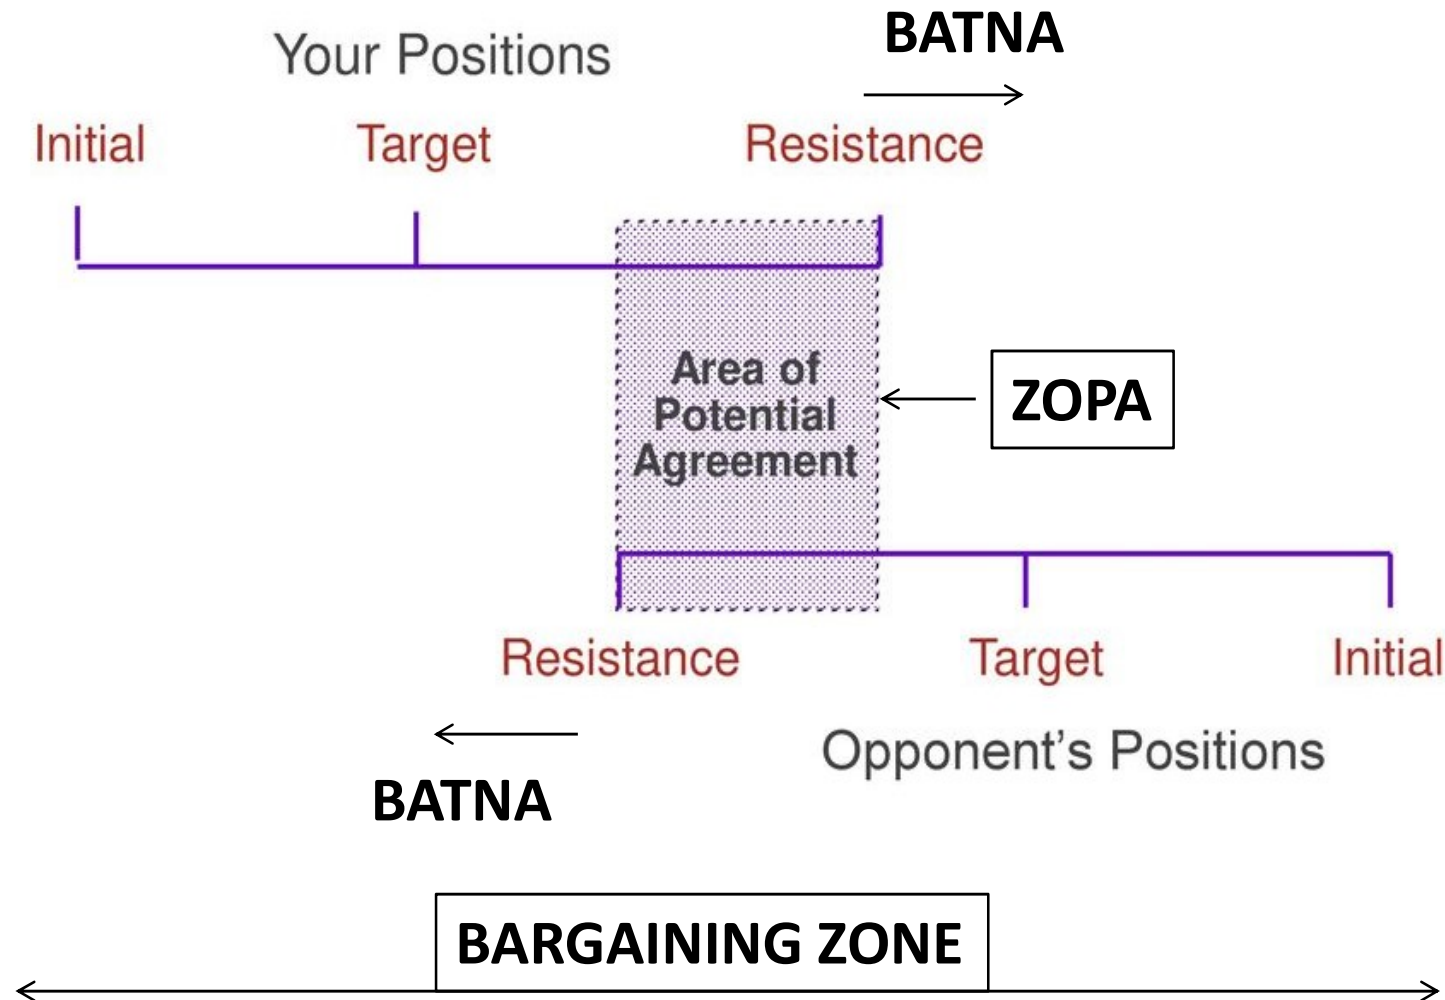 Your Positions
BATNA
Initial Target Resistance
Area of
Potential
Agreement
ZOPA
Resistance Target Initial
Opponent’s Positions
BATNA
BARGAINING ZONE